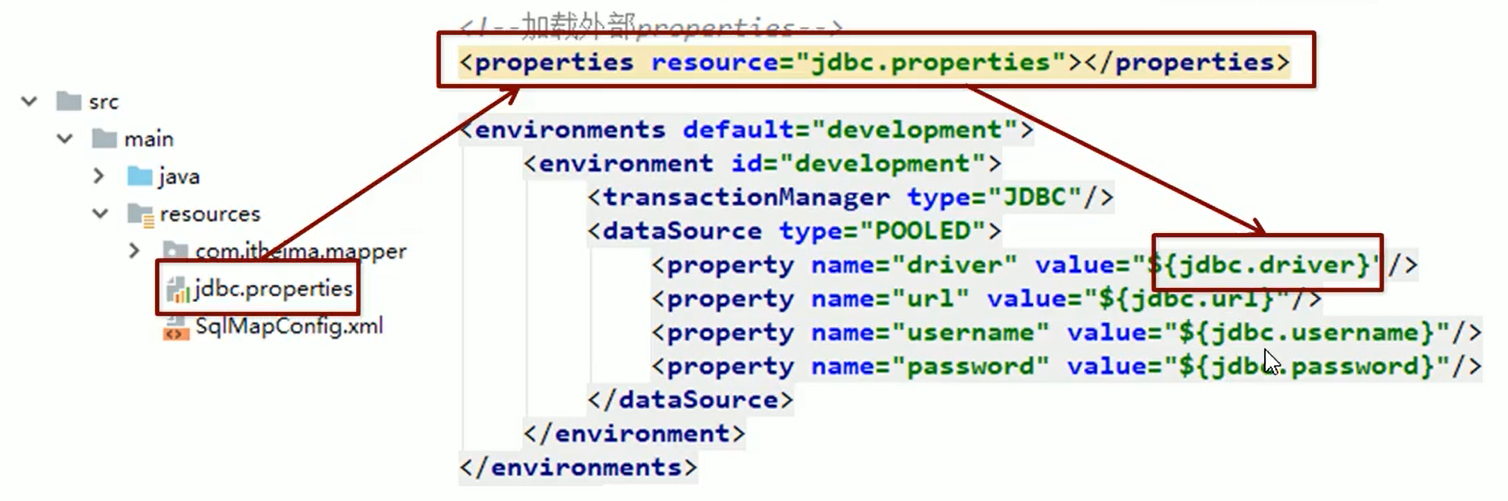 src
main
java
resources
com.itheima.mapper
jdbc.properties
SqlMapConfig.xml
<!--加载外部properties-->
<properties resource="jdbc.properties"></properties>
<environments default="development">
<environment id="development">
<transactionManager type="JDBC"/>
<dataSource type="POOLED">
<property name="driver" value="${jdbc.driver}"/>
<property name="url" value="${jdbc.url}"/>
<property name="username" value="${jdbc.username}"/>
<property name="password" value="${jdbc.password}"/>
</dataSource>
</environment>
</environments>